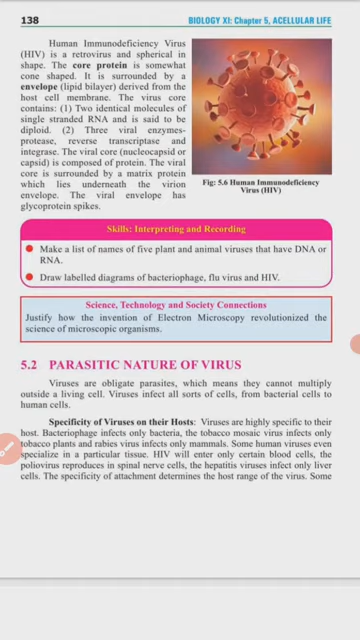 138
BIOLOGY XI: Chapter 5, ACELLULAR LIFE
Human Immunodeficiency Virus
(HIV) is a retrovirus and spherical in
shape. The core protein is somewhat
cone shaped. It is surrounded by a
envelope (lipid bilayer) derived from the
host cell membrane. The virus core
contains: (1) Two identical molecules of
single stranded RNA and is said to be
diploid. (2) Three viral enzymes-
protease, reverse transcriptase and
integrase. The viral core (nucleocapsid or
capsid) is composed of protein. The viral
core is surrounded by a matrix protein
which lies underneath the virion
envelope. The viral envelope has
glycoprotein spikes.
Fig: 5.6 Human Immunodeficiency
Virus (HIV)
Skills: Interpreting and Recording
Make a list of names of five plant and animal viruses that have DNA or
RNA.
Draw labelled diagrams of bacteriophage, flu virus and HIV.
Science, Technology and Society Connections
Justify how the invention of Electron Microscopy revolutionized the
science of microscopic organisms.
5.2 PARASITIC NATURE OF VIRUS
Viruses are obligate parasites, which means they cannot multiply
outside a living cell. Viruses infect all sorts of cells, from bacterial cells to
human cells.
Specificity of Viruses on their Hosts: Viruses are highly specific to their
host. Bacteriophage infects only bacteria, the tobacco mosaic virus infects only
tobacco plants and rabies virus infects only mammals. Some human viruses even
specialize in a particular tissue. HIV will enter only certain blood cells, the
poliovirus reproduces in spinal nerve cells, the hepatitis viruses infect only liver
cells. The specificity of attachment determines the host range of the virus. Some